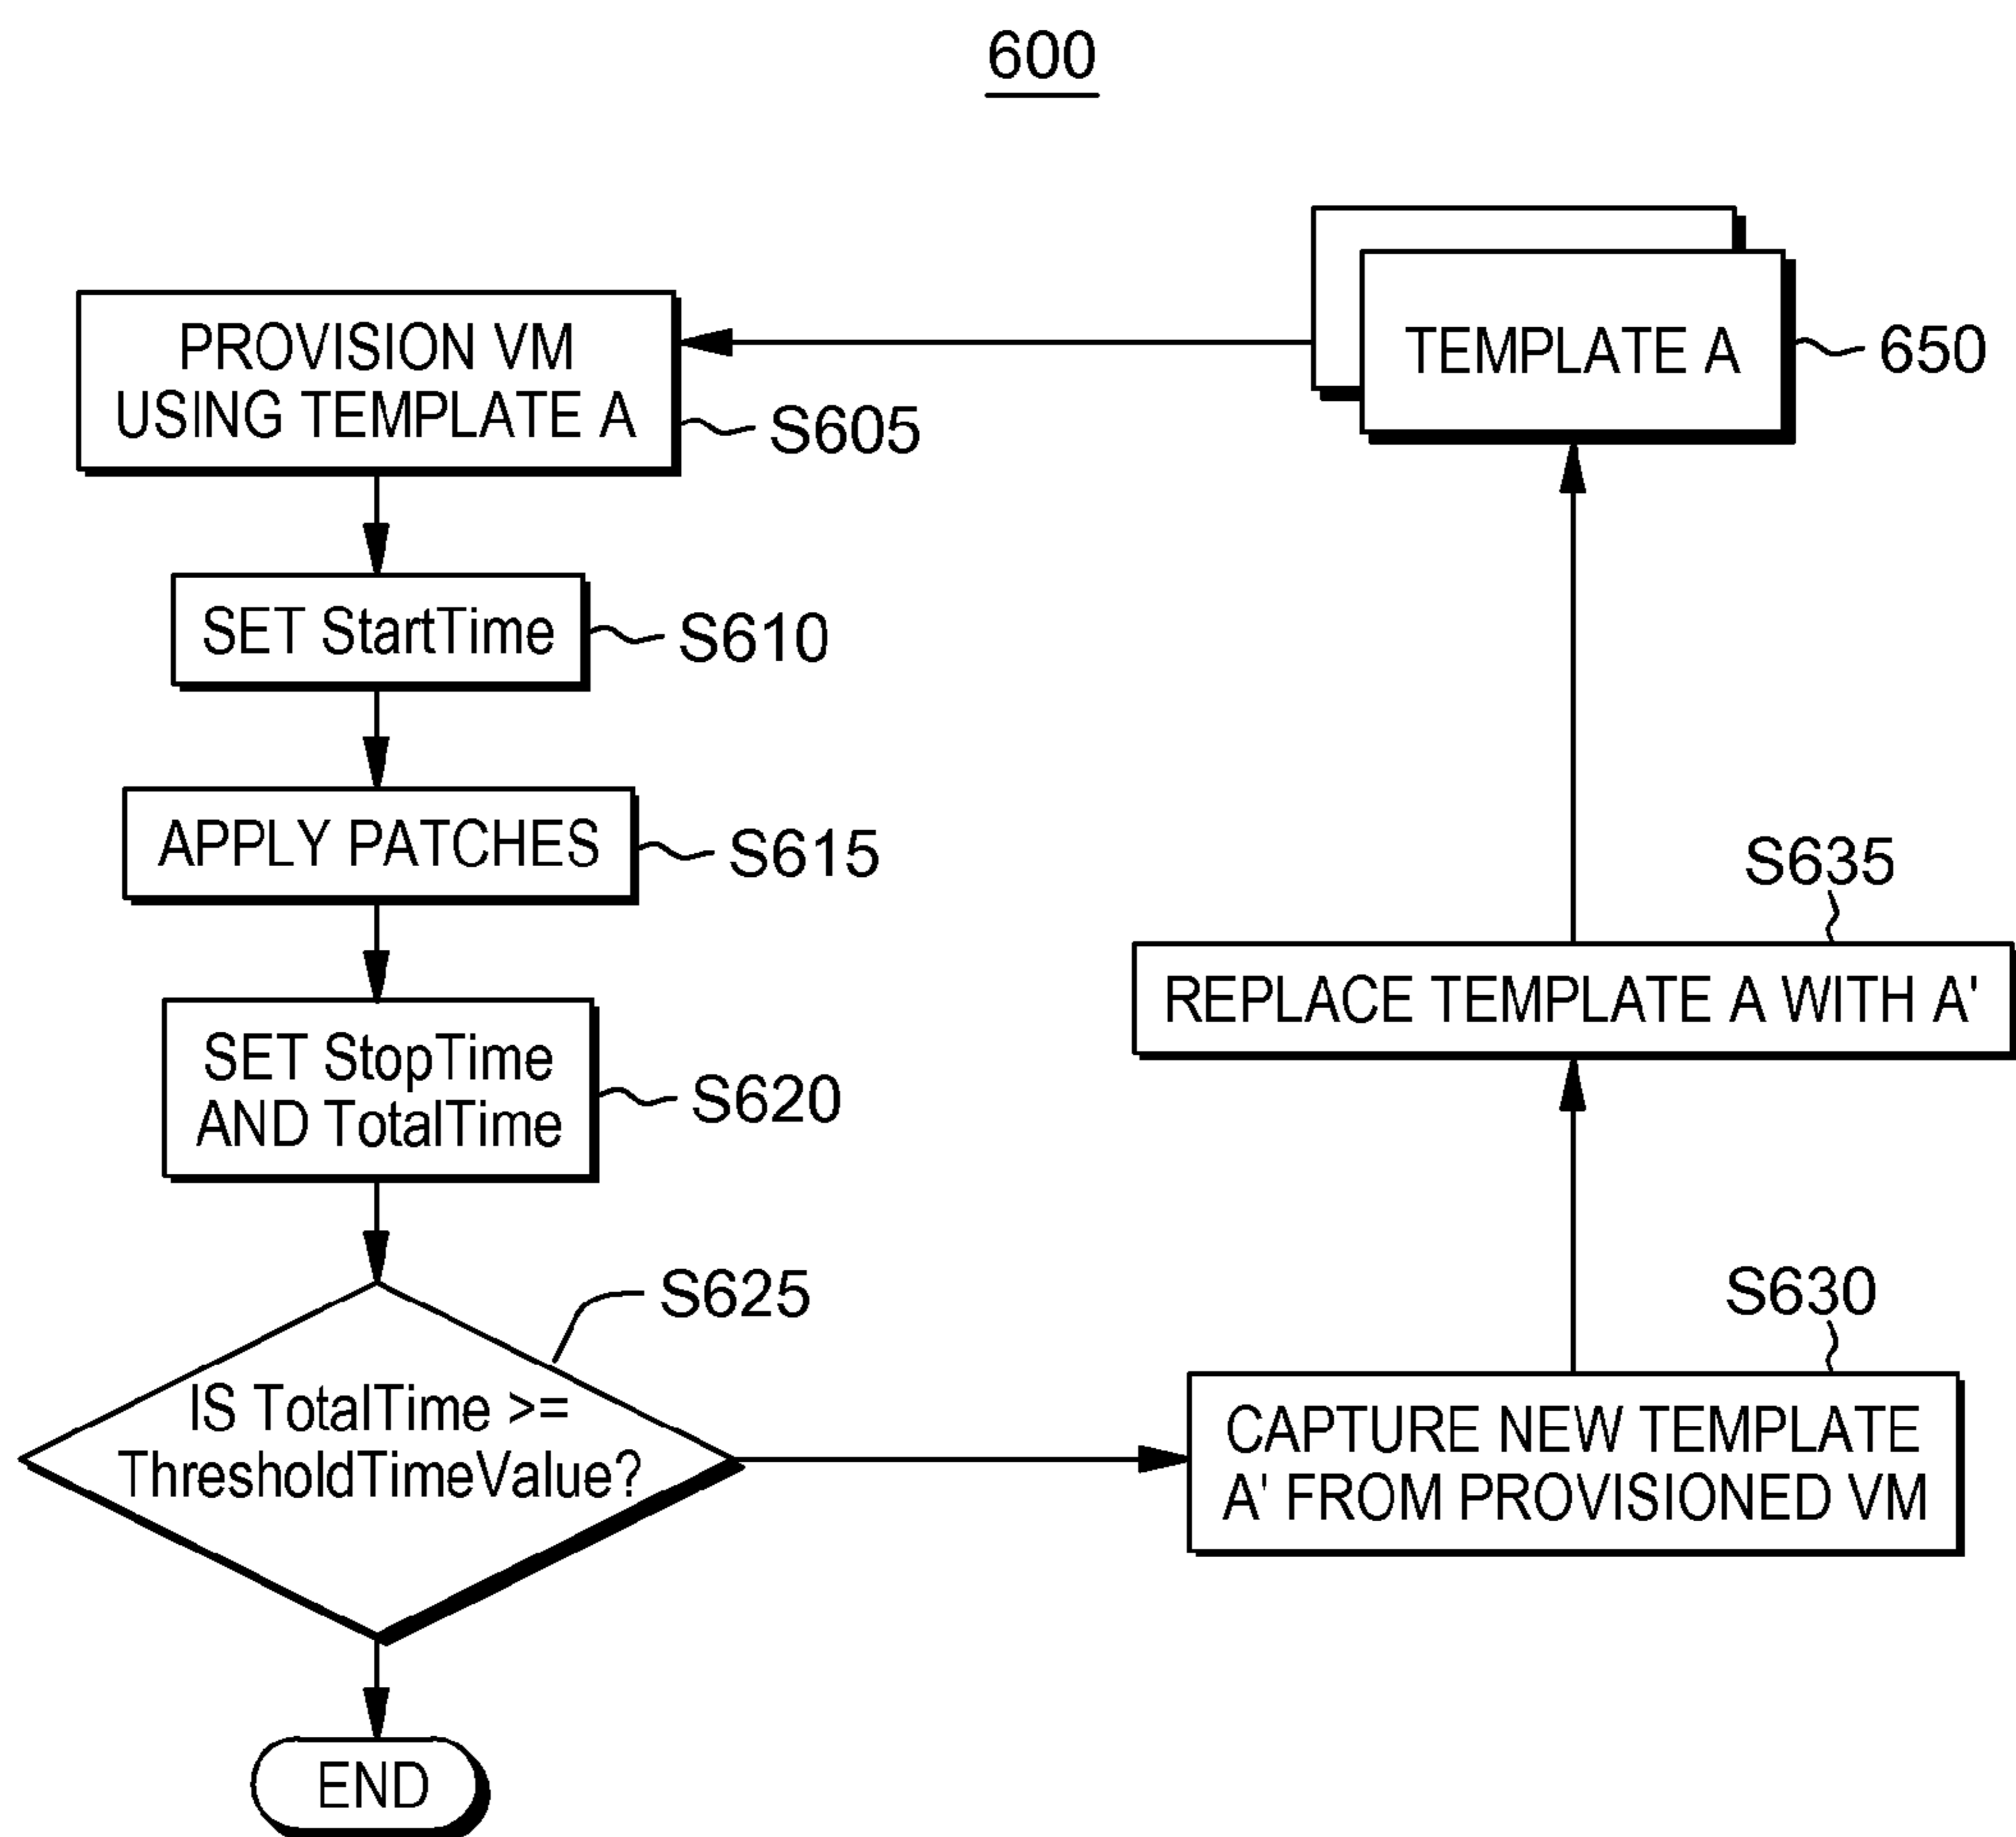 600
PROVISION VM
USING TEMPLATE A
S605
TEMPLATE A
650
SET StartTime
S610
APPLY PATCHES
S615
SET StopTime
AND TotalTime
S620
IS TotalTime >=
ThresholdTimeValue?
S625
END
S635
REPLACE TEMPLATE A WITH A'
S630
CAPTURE NEW TEMPLATE
A' FROM PROVISIONED VM